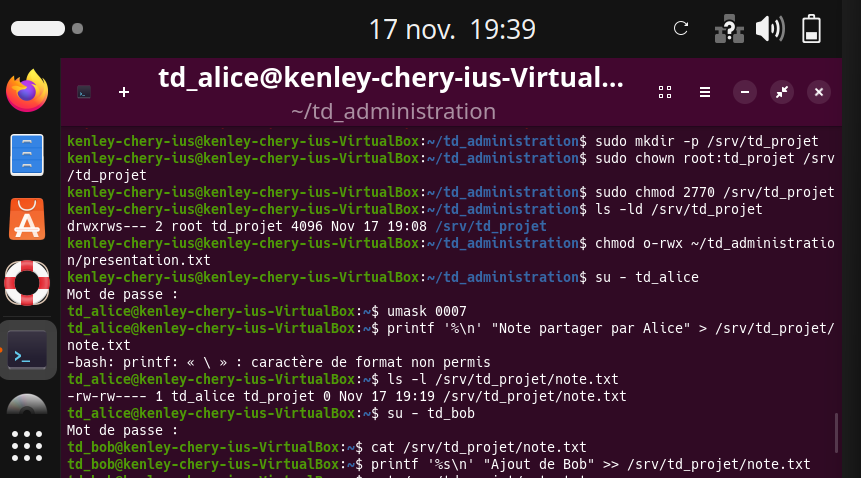 17 nov.  19:39
td_alice@kenley-chery-ius-Virtual...
~/td_administration
kenley-chery-ius@kenley-chery-ius-VirtualBox:~/td_administration$ sudo mkdir -p /srv/td_projet
kenley-chery-ius@kenley-chery-ius-VirtualBox:~/td_administration$ sudo chown root:td_projet /srv
/td_projet
kenley-chery-ius@kenley-chery-ius-VirtualBox:~/td_administration$ sudo chmod 2770 /srv/td_projet
kenley-chery-ius@kenley-chery-ius-VirtualBox:~/td_administration$ ls -ld /srv/td_projet
drwxrws--- 2 root td_projet 4096 Nov 17 19:08 /srv/td_projet
kenley-chery-ius@kenley-chery-ius-VirtualBox:~/td_administration$ chmod o-rwx ~/td_administratio
n/presentation.txt
kenley-chery-ius@kenley-chery-ius-VirtualBox:~/td_administration$ su - td_alice
Mot de passe :
td_alice@kenley-chery-ius-VirtualBox:~$ umask 0007
td_alice@kenley-chery-ius-VirtualBox:~$ printf '%\n' "Note partager par Alice" > /srv/td_projet/
note.txt
-bash: printf: « \ » : caractère de format non permis
td_alice@kenley-chery-ius-VirtualBox:~$ ls -l /srv/td_projet/note.txt
-rw-rw---- 1 td_alice td_projet 0 Nov 17 19:19 /srv/td_projet/note.txt
td_alice@kenley-chery-ius-VirtualBox:~$ su - td_bob
Mot de passe :
td_bob@kenley-chery-ius-VirtualBox:~$ cat /srv/td_projet/note.txt
td_bob@kenley-chery-ius-VirtualBox:~$ printf '%s\n' "Ajout de Bob" >> /srv/td_projet/note.txt